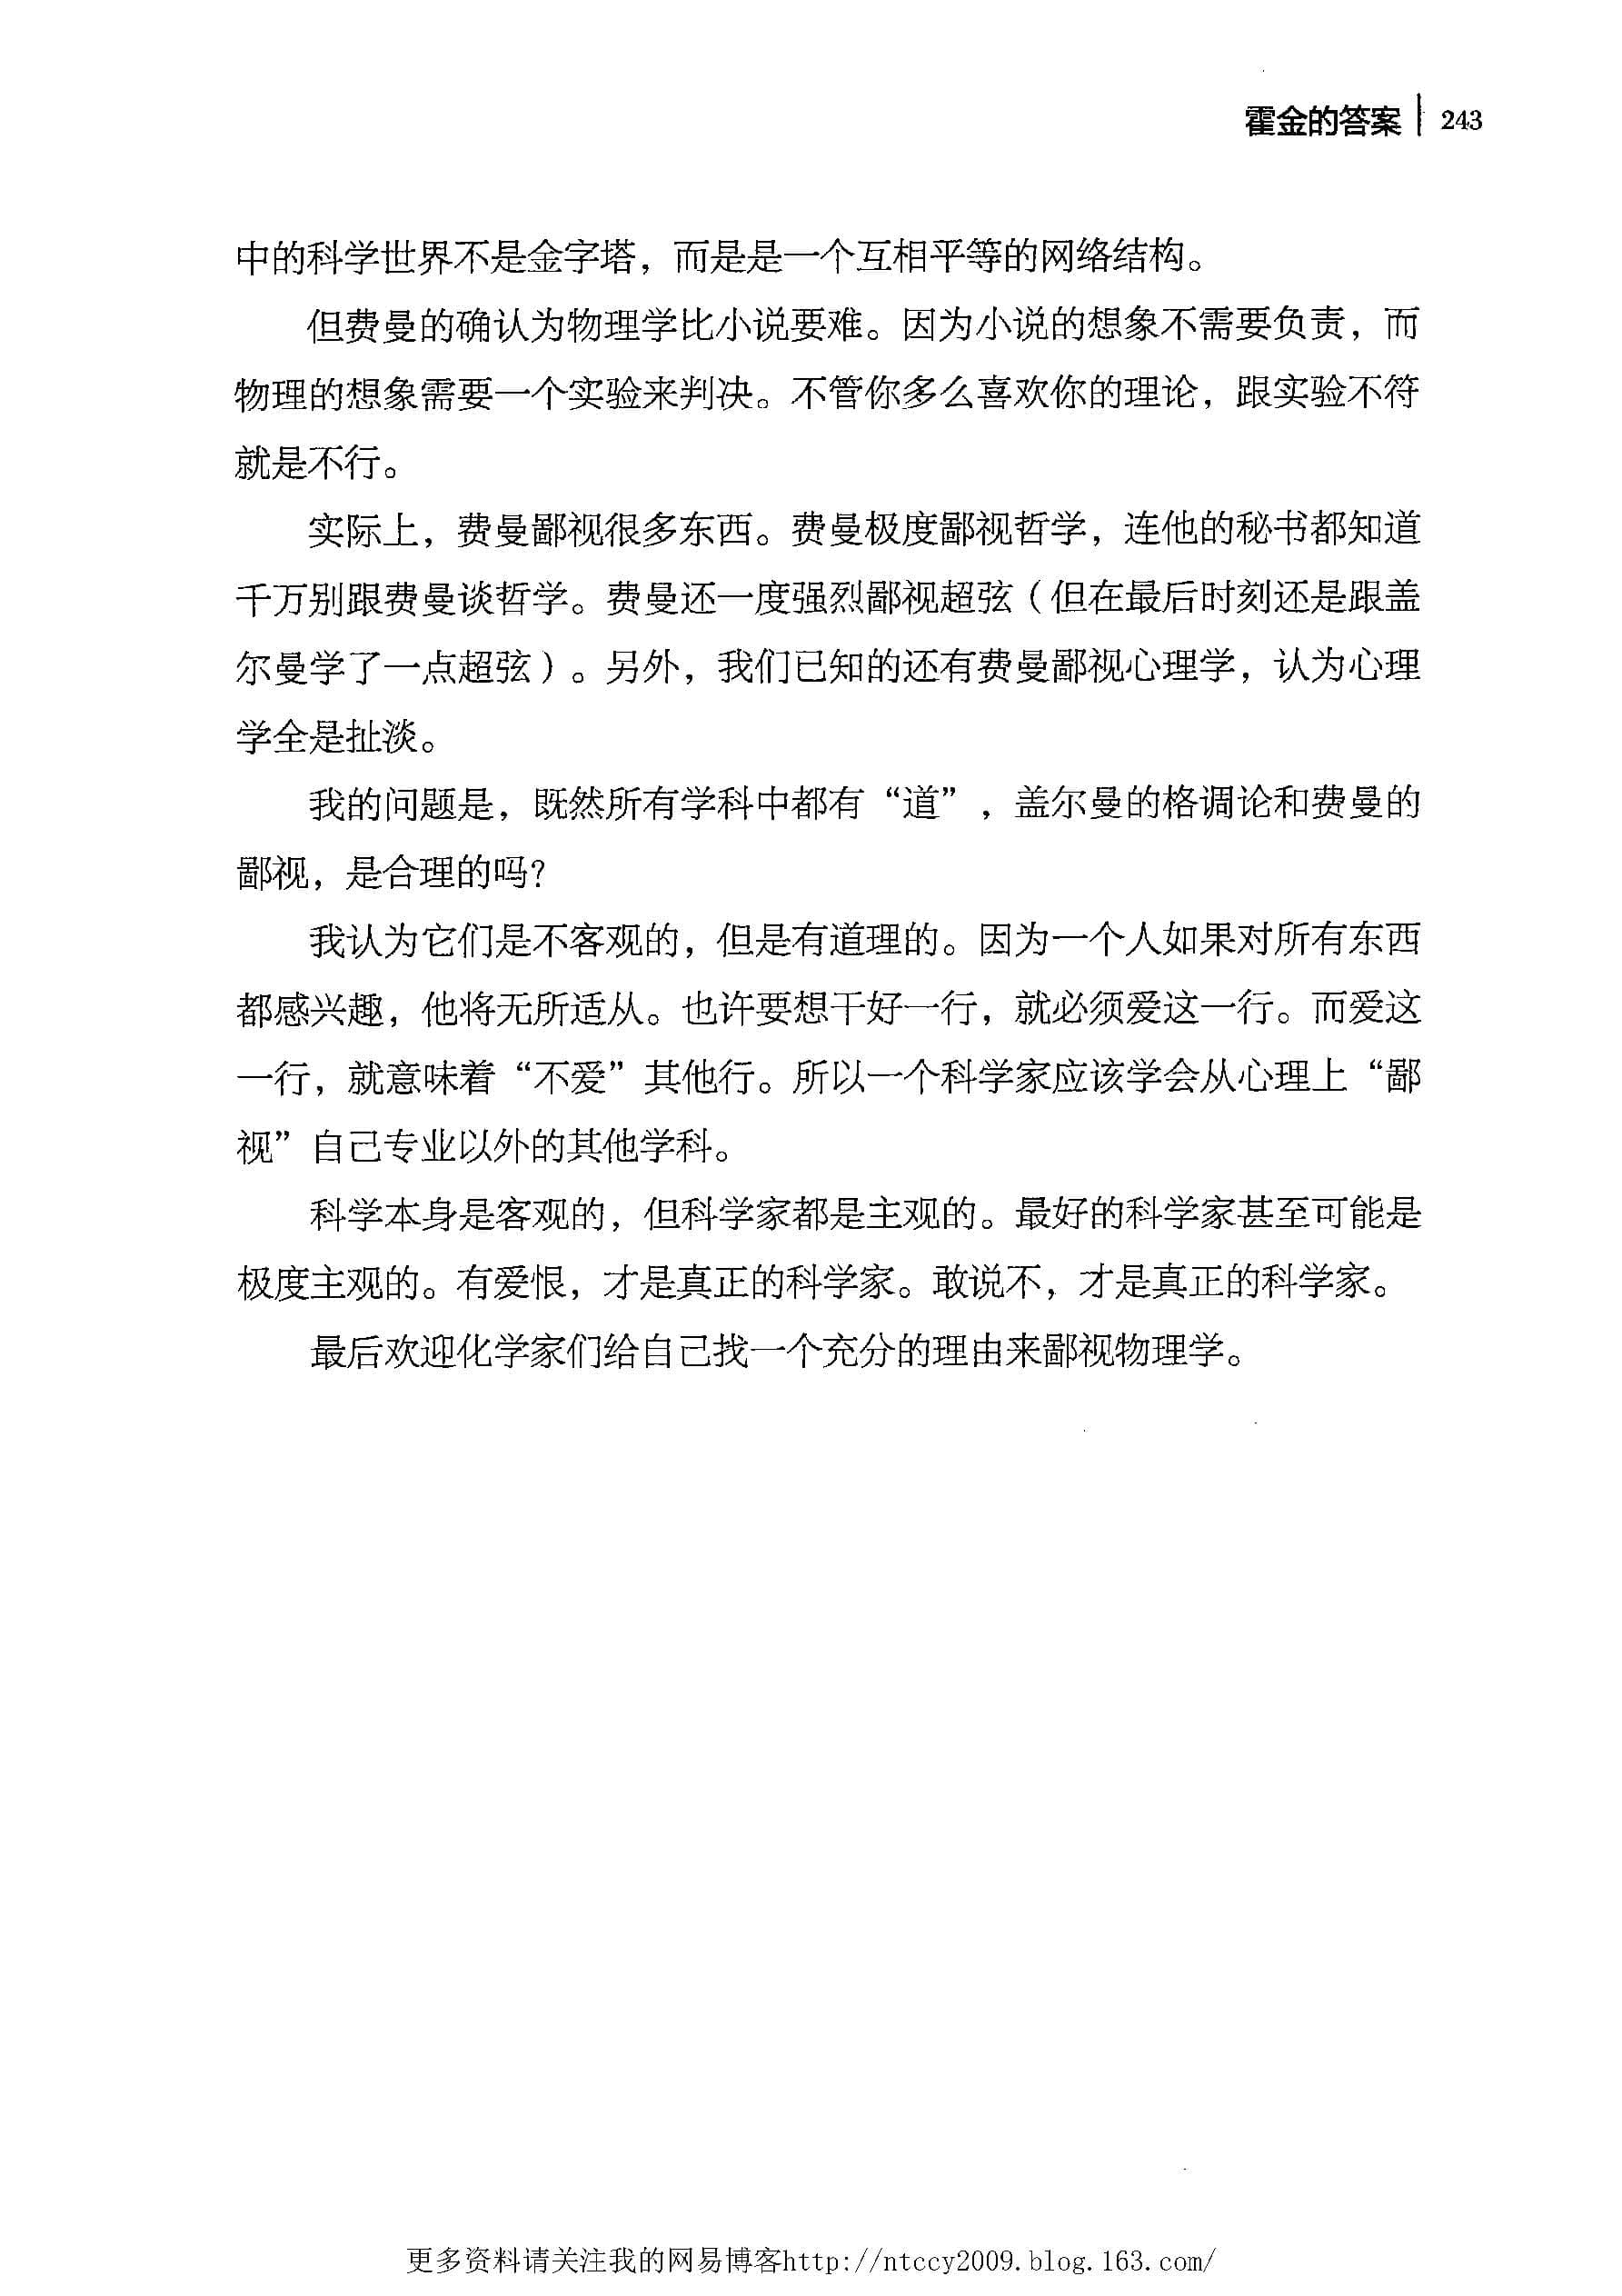 霍金的答案 243
中的科学世界不是金字塔，而是是一个互相平等的网络结构。
但费曼的确认为物理学比小说要难。因为小说的想象不需要负责，而
物理的想象需要一个实验来判决。不管你多么喜欢你的理论，跟实验不符
就是不行。
实际上，费曼鄙视很多东西。费曼极度鄙视哲学，连他的秘书都知道
千万别跟费曼谈哲学。费曼还一度强烈鄙视超弦（但在最后时刻还是跟盖
尔曼学了一点超弦）。另外，我们已知的还有费曼鄙视心理学，认为心理
学全是扯淡。
我的问题是，既然所有学科中都有“道”，盖尔曼的格调论和费曼的
鄙视，是合理的吗？
我认为它们是不客观的，但是有道理的。因为一个人如果对所有东西
都感兴趣，他将无所适从。也许要想干好一行，就必须爱这一行。而爱这
一行，就意味着“不爱”其他行。所以一个科学家应该学会从心理上“鄙
视”自己专业以外的其他学科。
科学本身是客观的，但科学家都是主观的。最好的科学家甚至可能是
极度主观的。有爱恨，才是真正的科学家。敢说不，才是真正的科学家。
最后欢迎化学家们给自己找一个充分的理由来鄙视物理学。
更多资料请关注我的网易博客http://ntccy2009.blog.163.com/